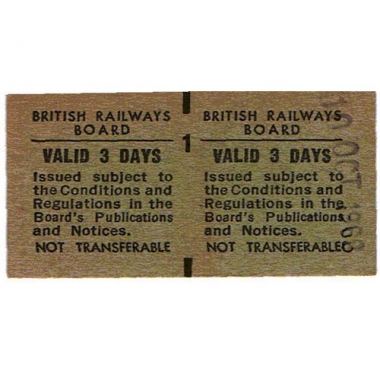 BRITISH RAILWAYS
BOARD
VALID 3 DAYS
Issued subject to
the Conditions and
Regulations in the
Board's Publications
and Notices.
NOT TRANSFERABLE
1
BRITISH RAILWAYS
BOARD
VALID 3 DAYS
Issued subject to
the Conditions and
Regulations in the
Board's Publications
and Notices.
NOT TRANSFERABLE
OCT